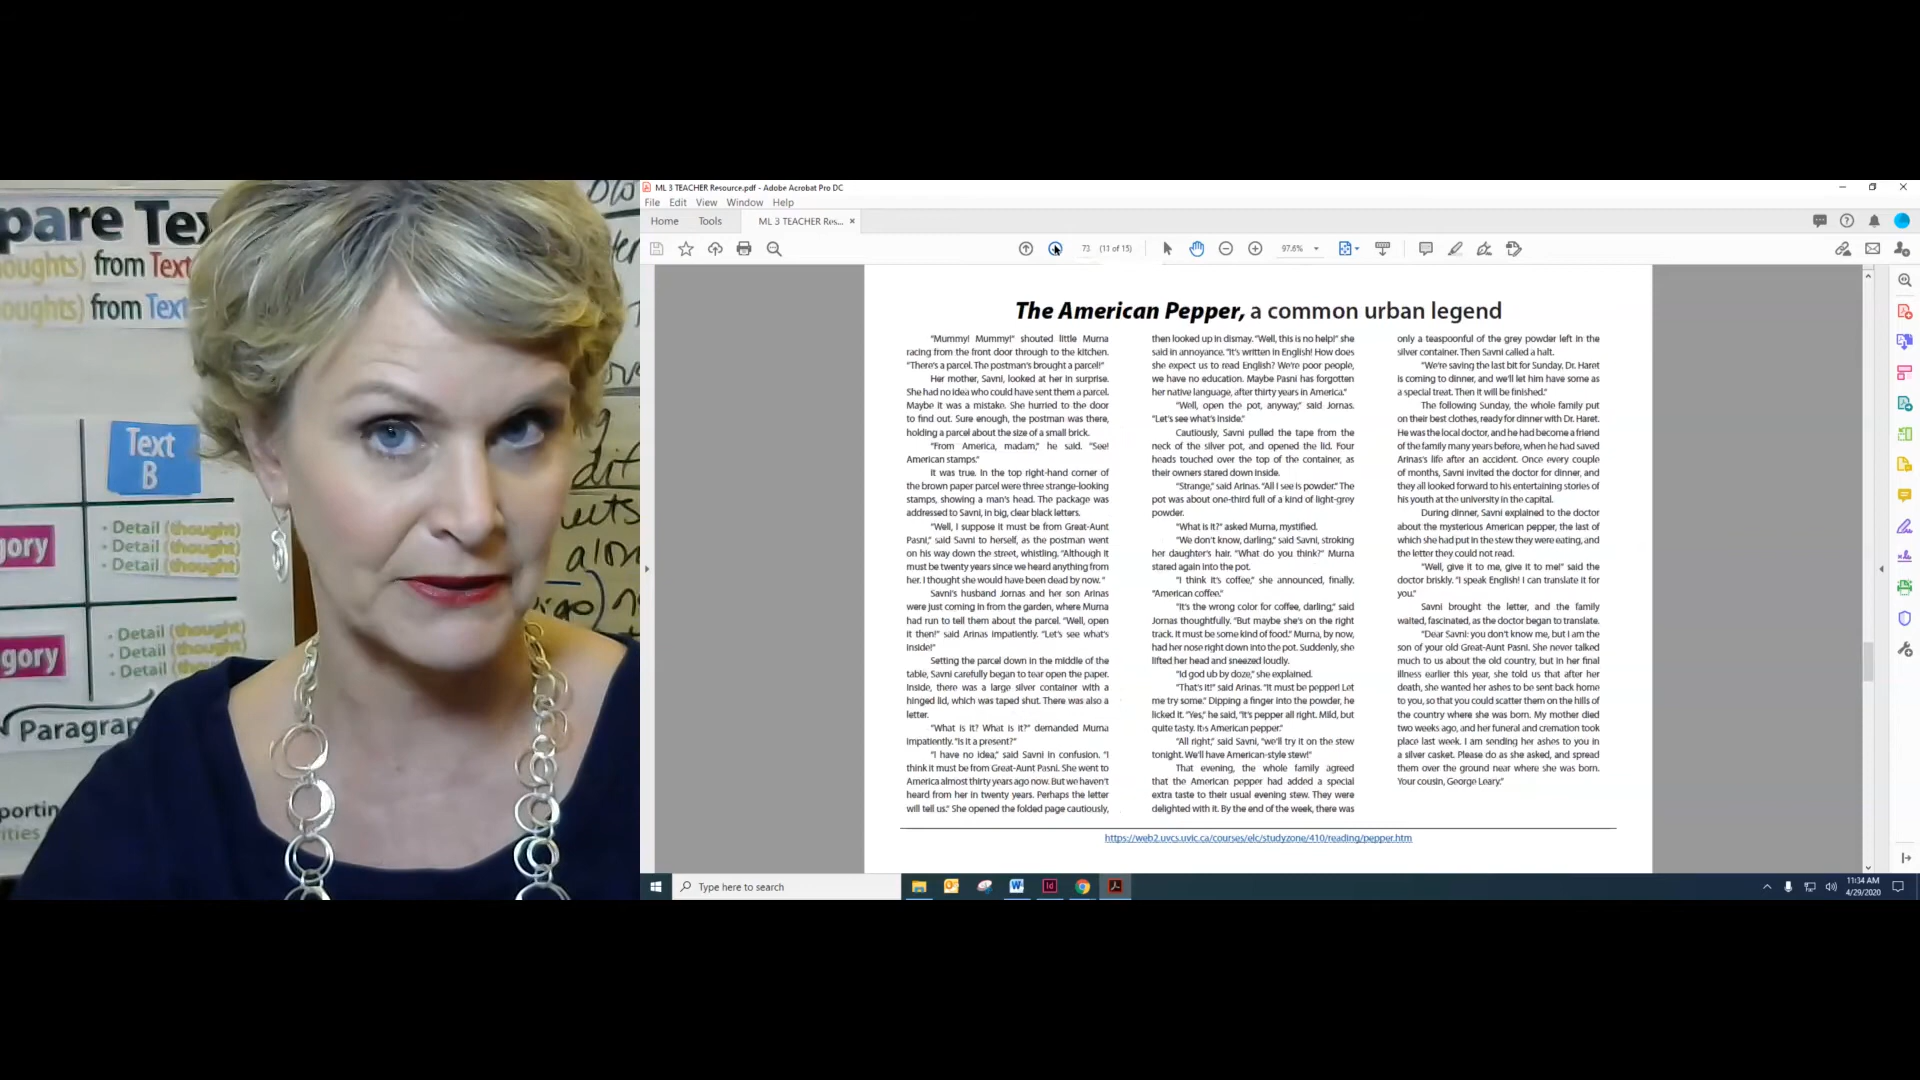 pare Tex
oughts) from Text
oughts) from Text
Text
B
gory
• Detail (thought)
• Detail (thought)
• Detail (thought)
gory
• Detail (thought)
• Detail (thought)
• Detail
Paragrap
pportin
ities
ML 3 TEACHER Resource.pdf - Adobe Acrobat Pro DC
File Edit View Window Help
Home Tools ML 3 TEACHER Res... ×
73 (11 of 15) 97.6%
The American Pepper, a common urban legend
"Mummy! Mummy!" shouted little Murna
racing from the front door through to the kitchen.
"There's a parcel. The postman's brought a parcel!"
Her mother, Savni, looked at her in surprise.
She had no idea who could have sent them a parcel.
Maybe it was a mistake. She hurried to the door
to find out. Sure enough, the postman was there,
holding a parcel about the size of a small brick.
"From America, madam," he said. "See!
American stamps."
It was true. In the top right-hand corner of
the brown paper parcel were three strange-looking
stamps, showing a man's head. The package was
addressed to Savni, in big, clear black letters.
"Well, I suppose it must be from Great-Aunt
Pasni," said Savni to herself, as the postman went
on his way down the street, whistling. "Although it
must be twenty years since we heard anything from
her. I thought she would have been dead by now."
Savni's husband Jornas and her son Arinas
were just coming in from the garden, where Murna
had run to tell them about the parcel. "Well, open
it then!" said Arinas impatiently. "Let's see what's
inside!"
Setting the parcel down in the middle of the
table, Savni carefully began to tear open the paper.
Inside, there was a large silver container with a
hinged lid, which was taped shut. There was also a
letter.
"What is it? What is it?" demanded Murna
impatiently. "Is it a present?"
"I have no idea," said Savni in confusion. "I
think it must be from Great-Aunt Pasni. She went to
America almost thirty years ago now. But we haven't
heard from her in twenty years. Perhaps the letter
will tell us." She opened the folded page cautiously,
then looked up in dismay. "Well, this is no help!" she
said in annoyance. "It's written in English! How does
she expect us to read English? We're poor people,
we have no education. Maybe Pasni has forgotten
her native language, after thirty years in America."
"Well, open the pot, anyway," said Jornas.
"Let's see what's inside."
Cautiously, Savni pulled the tape from the
neck of the silver pot, and opened the lid. Four
heads touched over the top of the container, as
their owners stared down inside.
"Strange," said Arinas. "All I see is powder." The
pot was about one-third full of a kind of light-grey
powder.
"What is it?" asked Murna, mystified.
"We don't know, darling," said Savni, stroking
her daughter's hair. "What do you think?" Murna
stared again into the pot.
"I think it's coffee," she announced, finally.
"American coffee."
"It's the wrong color for coffee, darling," said
Jornas thoughtfully. "But maybe she's on the right
track. It must be some kind of food." Murna, by now,
had her nose right down into the pot. Suddenly, she
lifted her head and sneezed loudly.
"Id god ub by doze," she explained.
"That's it!" said Arinas. "It must be pepper! Let
me try some." Dipping a finger into the powder, he
licked it. "Yes," he said, "it's pepper all right. Mild, but
quite tasty. It's American pepper."
"All right," said Savni, "we'll try it on the stew
tonight. We'll have American-style stew!"
That evening, the whole family agreed
that the American pepper had added a special
extra taste to their usual evening stew. They were
delighted with it. By the end of the week, there was
only a teaspoonful of the grey powder left in the
silver container. Then Savni called a halt.
"We're saving the last bit for Sunday. Dr. Haret
is coming to dinner, and we'll let him have some as
a special treat. Then it will be finished."
The following Sunday, the whole family put
on their best clothes, ready for dinner with Dr. Haret.
He was the local doctor, and he had become a friend
of the family many years before, when he had saved
Arinas's life after an accident. Once every couple
of months, Savni invited the doctor for dinner, and
they all looked forward to his entertaining stories of
his youth at the university in the capital.
During dinner, Savni explained to the doctor
about the mysterious American pepper, the last of
which she had put in the stew they were eating, and
the letter they could not read.
"Well, give it to me, give it to me!" said the
doctor briskly. "I speak English! I can translate it for
you."
Savni brought the letter, and the family
waited, fascinated, as the doctor began to translate.
"Dear Savni: you don't know me, but I am the
son of your old Great-Aunt Pasni. She never talked
much to us about the old country, but in her final
illness earlier this year, she told us that after her
death, she wanted her ashes to be sent back home
to you, so that you could scatter them on the hills of
the country where she was born. My mother died
two weeks ago, and her funeral and cremation took
place last week. I am sending her ashes to you in
a silver casket. Please do as she asked, and spread
them over the ground near where she was born.
Your cousin, George Leary."
https://web2.uvcs.uvic.ca/courses/elc/studyzone/410/reading/pepper.htm
Type here to search
11:34 AM
4/29/2020